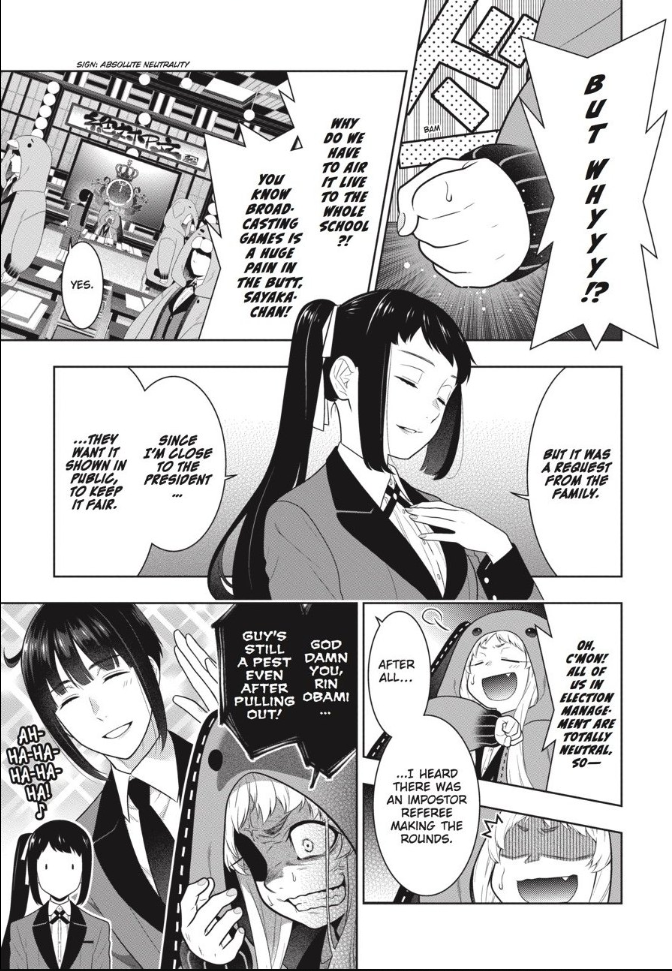 BUT WHYYY!?
BAM
SIGN: ABSOLUTE NEUTRALITY
WHY
DO WE
HAVE
TO AIR
IT LIVE
TO THE
WHOLE
SCHOOL
?!
YOU
KNOW
BROAD-
CASTING
GAMES IS
A HUGE
PAIN IN
THE BUTT,
SAYAKA-
CHAN!
YES.
BUT IT WAS
A REQUEST
FROM THE
FAMILY.
SINCE
I'M CLOSE
TO THE
PRESIDENT
...
...THEY
WANT IT
SHOWN IN
PUBLIC,
TO KEEP
IT FAIR.
OH,
C'MON!
ALL OF
US IN
ELECTION
MANAGE-
MENT ARE
TOTALLY
NEUTRAL,
SO—
AFTER
ALL...
...I HEARD
THERE WAS
AN IMPOSTOR
REFEREE
MAKING THE
ROUNDS.
GOD
DAMN
YOU,
RIN
OBAMI
...
GUY'S
STILL
A PEST
EVEN
AFTER
PULLING
OUT!
AH-
HA-HA-
HA-HA-
HA!
♪